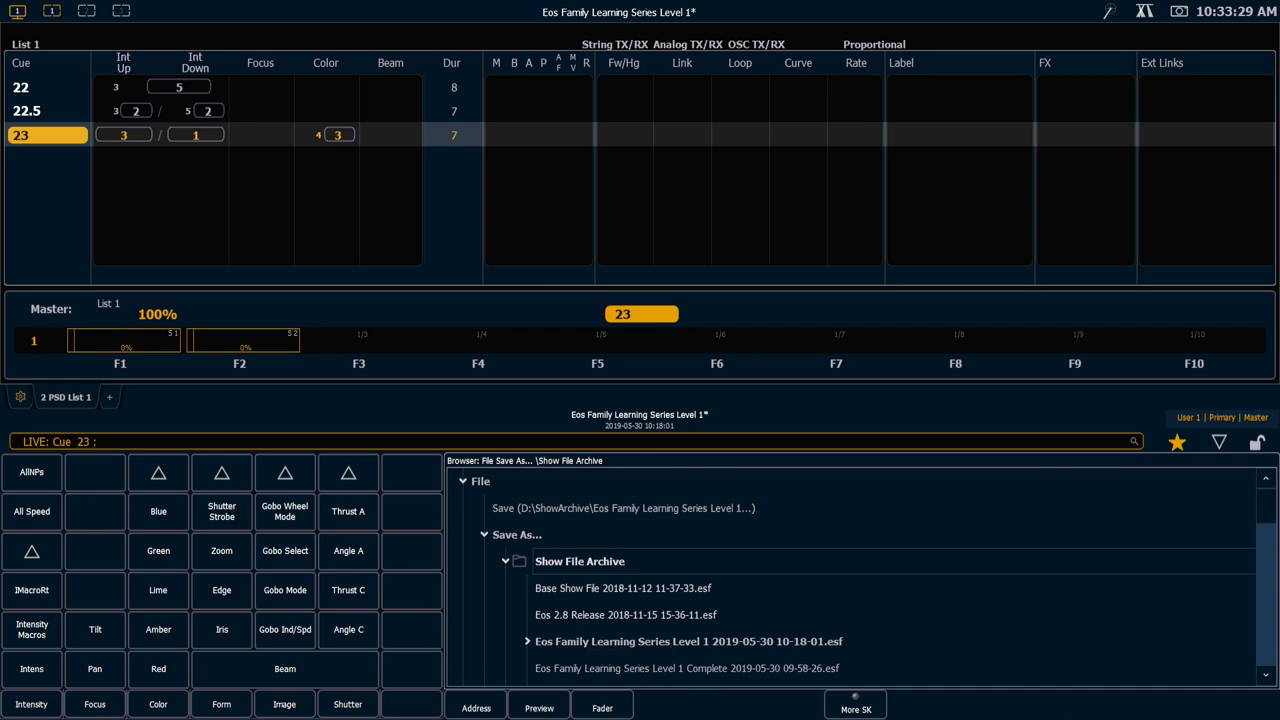 1 1 2 3 Eos Family Learning Series Level 1* 10:33:29 AM
List 1 String TX/RX Analog TX/RX OSC TX/RX Proportional
Cue Int Up Int Down Focus Color Beam Dur M B A P A F M V R Fw/Hg Link Loop Curve Rate Label FX Ext Links
22 3 5 8
22.5 3 2 / 5 2 7
23 3 / 1 4 3 7
Master: List 1 100% 23
1 S 1 0% S 2 0% 1/3 1/4 1/5 1/6 1/7 1/8 1/9 1/10
F1 F2 F3 F4 F5 F6 F7 F8 F9 F10
2 PSD List 1 +
Eos Family Learning Series Level 1*
2019-05-30 10:18:01
User 1 | Primary | Master
LIVE: Cue 23 :
AllNPs
All Speed Blue Shutter Strobe Gobo Wheel Mode Thrust A
Green Zoom Gobo Select Angle A
IMacroRt Lime Edge Gobo Mode Thrust C
Intensity Macros Tilt Amber Iris Gobo Ind/Spd Angle C
Intens Pan Red Beam
Intensity Focus Color Form Image Shutter
Browser: File Save As... \Show File Archive
File
Save (D:\ShowArchive\Eos Family Learning Series Level 1...)
Save As...
Show File Archive
Base Show File 2018-11-12 11-37-33.esf
Eos 2.8 Release 2018-11-15 15-36-11.esf
Eos Family Learning Series Level 1 2019-05-30 10-18-01.esf
Eos Family Learning Series Level 1 Complete 2019-05-30 09-58-26.esf
Address Preview Fader More SK